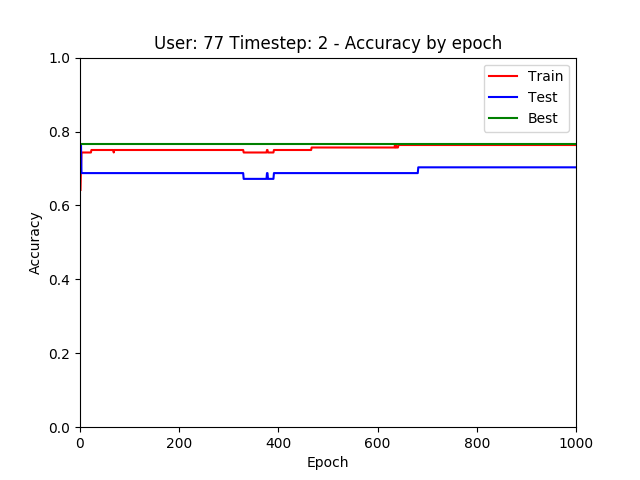 User: 77 Timestep: 2 - Accuracy by epoch
1.0
0.8
0.6
0.4
0.2
0.0
Accuracy
Train
Test
Best
0 200 400 600 800 1000
Epoch